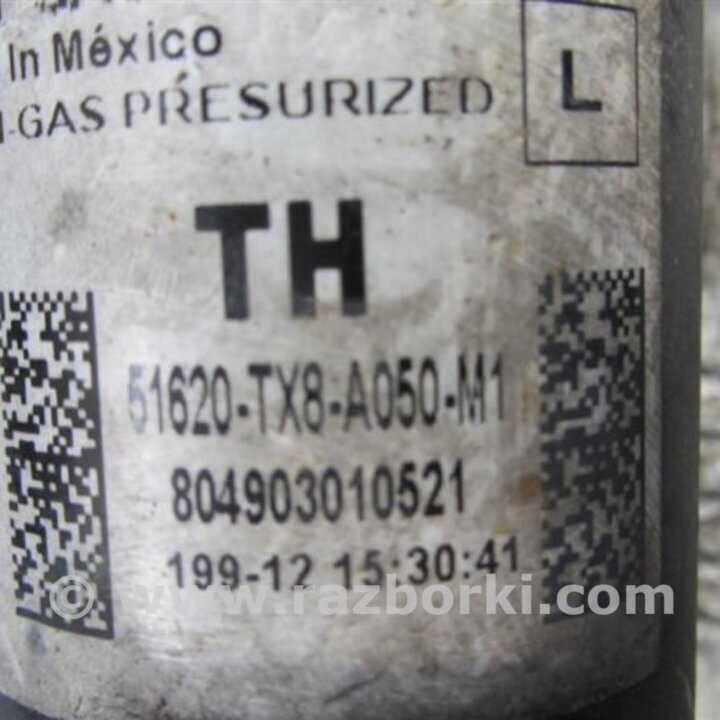 In México
-GAS PRESURIZED
L
TH
51620-TX8-A050-M1
804903010521
199-12 15:30:41
© www.razborki.com